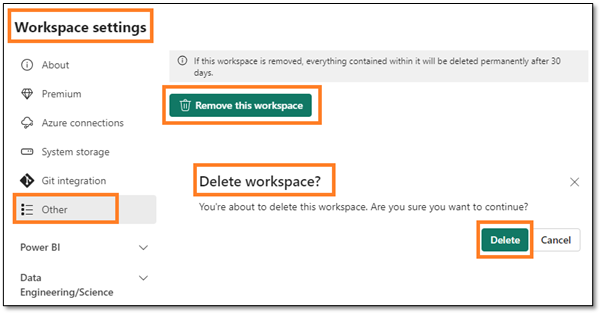 Workspace settings
About
Premium
Azure connections
System storage
Git integration
Other
Power BI
Data
Engineering/Science
If this workspace is removed, everything contained within it will be deleted permanently after 30
days.
Remove this workspace
Delete workspace?
You're about to delete this workspace. Are you sure you want to continue?
Delete
Cancel